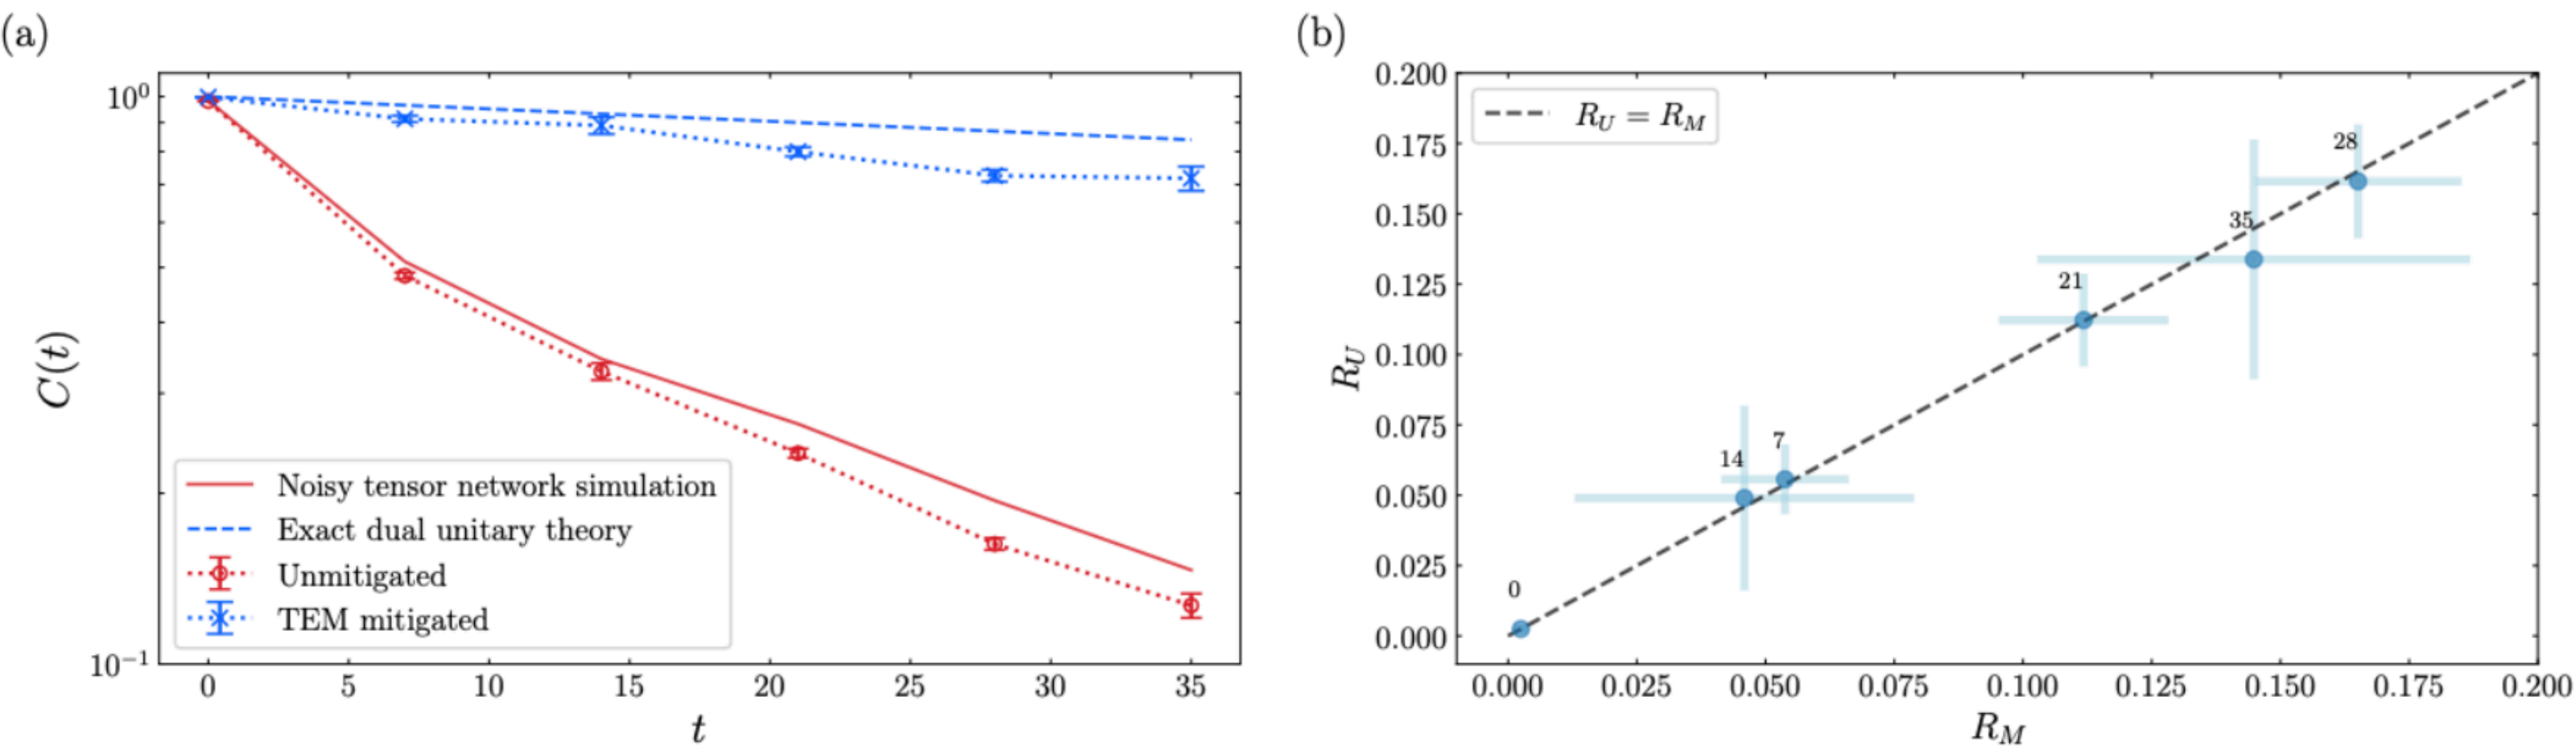 (a)
10⁰
C(t)
10⁻¹
Noisy tensor network simulation
Exact dual unitary theory
Unmitigated
TEM mitigated
0 5 10 15 20 25 30 35
t
(b)
0.200
0.175
0.150
0.125
0.100
0.075
0.050
0.025
0.000
R_U
R_U = R_M
28
35
21
7
14
0
0.000 0.025 0.050 0.075 0.100 0.125 0.150 0.175 0.200
R_M